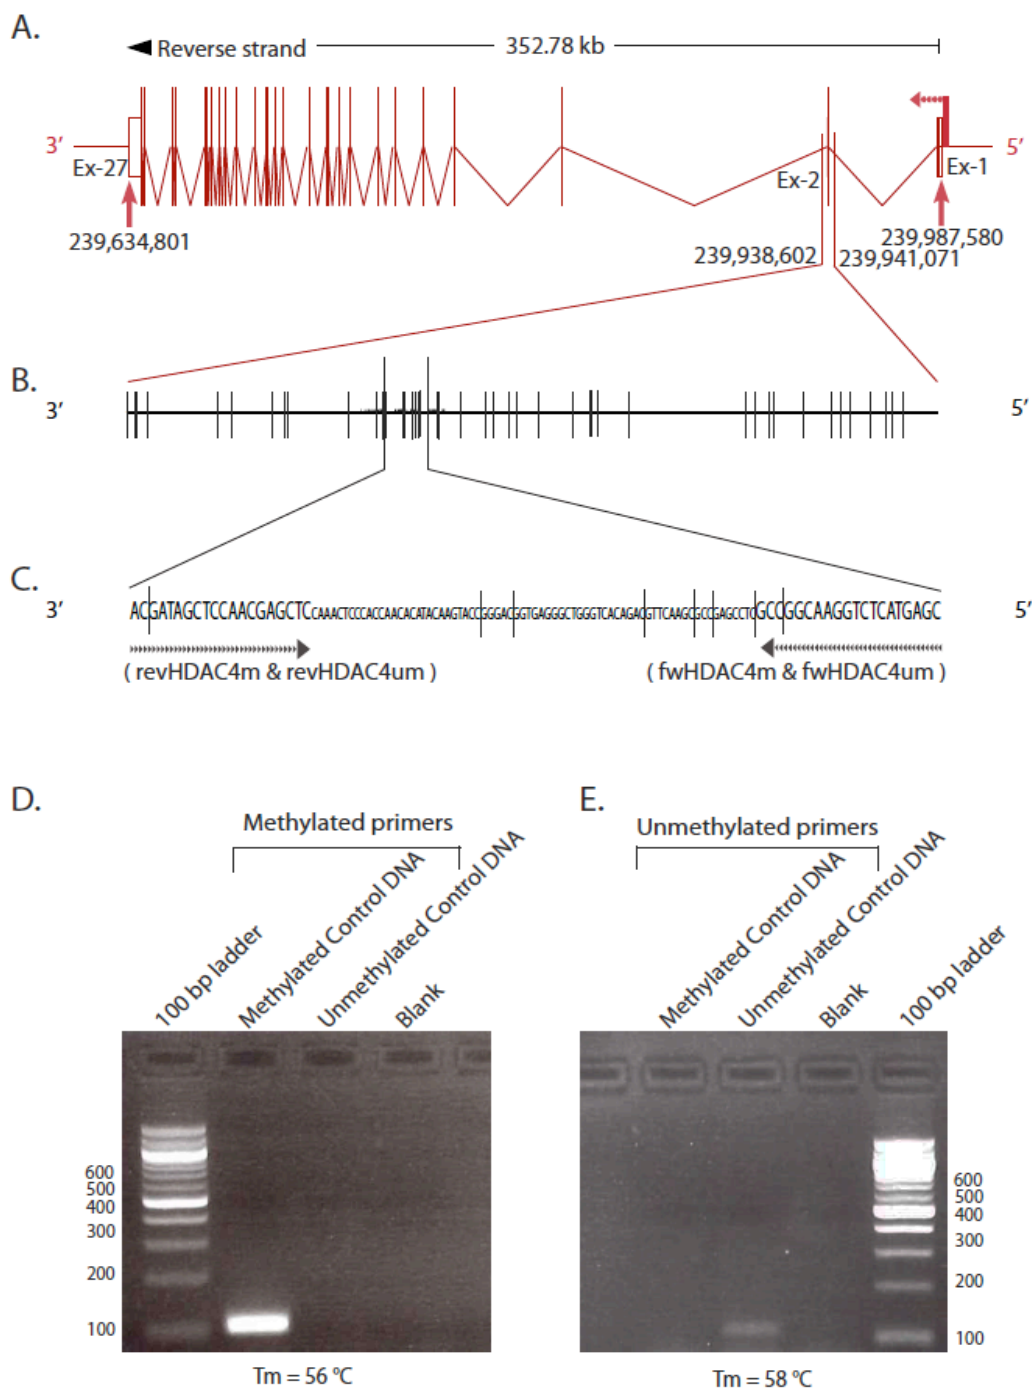 A.
Reverse strand
352.78 kb
3’
5’
Ex-27
Ex-2
Ex-1
239,634,801
239,938,602
239,941,071
239,987,580
B.
3’
5’
C.
3’
ACGATAGCTCCAACGAGCTCCAAACTCCCACCAACACATACAAGTACCGGGACGGTGAGGGCTGGGTCACAGACGTTCAAGCGCCGAGCCTCGCCGGCAAGGTCTCATGAGC
5’
( revHDAC4m & revHDAC4um )
( fwHDAC4m & fwHDAC4um )
D.
Methylated primers
100 bp ladder
Methylated Control DNA
Unmethylated Control DNA
Blank
600
500
400
300
200
100
Tm = 56 ºC
E.
Unmethylated primers
Methylated Control DNA
Unmethylated Control DNA
Blank
100 bp ladder
600
500
400
300
200
100
Tm = 58 ºC